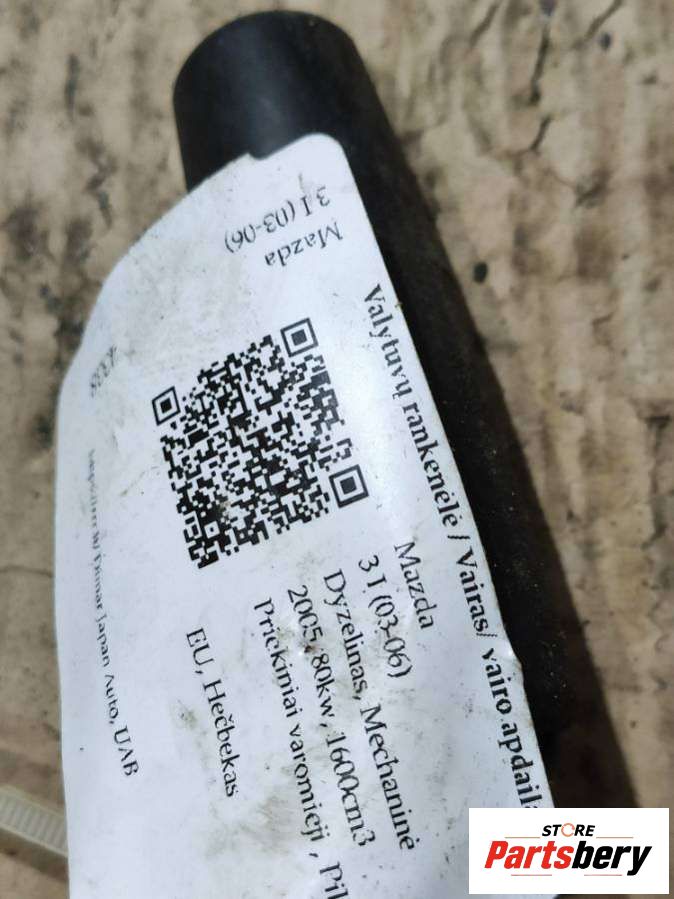 Mazda
3 I (03-06)
Valytuvų rankenėlė / Vairas/ vairo apdaila
Mazda
3 I (03-06)
Dyzelinas, Mechaninė
2005, 80kw, 1600cm3
Priekiniai varomieji , Pil
EU, Hečbekas
Japan Auto, UAB
STORE
Partsbery